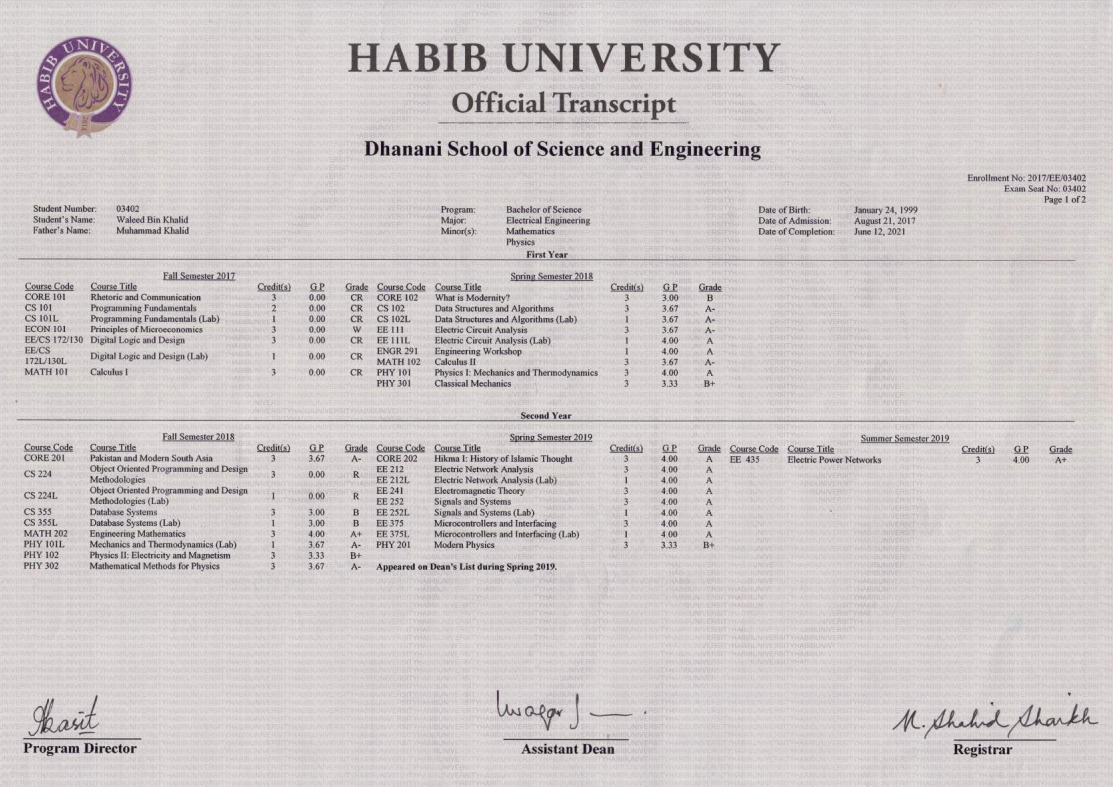 HABIB UNIVERSITY
HABIB UNIVERSITY
Official Transcript
Dhanani School of Science and Engineering
Enrollment No: 2017/EE/03402
Exam Seat No: 03402
Page 1 of 2
Student Number: 03402 Program: Bachelor of Science Date of Birth: January 24, 1999
Student's Name: Waleed Bin Khalid Major: Electrical Engineering Date of Admission: August 21, 2017
Father's Name: Muhammad Khalid Minor(s): Mathematics Date of Completion: June 12, 2021
Physics
First Year
Fall Semester 2017
Course Code Course Title Credit(s) G P Grade
CORE 101 Rhetoric and Communication 3 0.00 CR
CS 101 Programming Fundamentals 2 0.00 CR
CS 101L Programming Fundamentals (Lab) 1 0.00 CR
ECON 101 Principles of Microeconomics 3 0.00 W
EE/CS 172/130 Digital Logic and Design 3 0.00 CR
EE/CS
172L/130L Digital Logic and Design (Lab) 1 0.00 CR
MATH 101 Calculus I 3 0.00 CR
Spring Semester 2018
Course Code Course Title Credit(s) G P Grade
CORE 102 What is Modernity? 3 3.00 B
CS 102 Data Structures and Algorithms 3 3.67 A-
CS 102L Data Structures and Algorithms (Lab) 1 3.67 A-
EE 111 Electric Circuit Analysis 3 3.67 A-
EE 111L Electric Circuit Analysis (Lab) 1 4.00 A
ENGR 291 Engineering Workshop 1 4.00 A
MATH 102 Calculus II 3 3.67 A-
PHY 101 Physics I: Mechanics and Thermodynamics 3 4.00 A
PHY 301 Classical Mechanics 3 3.33 B+
Second Year
Fall Semester 2018
Course Code Course Title Credit(s) G P Grade
CORE 201 Pakistan and Modern South Asia 3 3.67 A-
CS 224 Object Oriented Programming and Design
Methodologies 3 0.00 R
CS 224L Object Oriented Programming and Design
Methodologies (Lab) 1 0.00 R
CS 355 Database Systems 3 3.00 B
CS 355L Database Systems (Lab) 1 3.00 B
MATH 202 Engineering Mathematics 3 4.00 A+
PHY 101L Mechanics and Thermodynamics (Lab) 1 3.67 A-
PHY 102 Physics II: Electricity and Magnetism 3 3.33 B+
PHY 302 Mathematical Methods for Physics 3 3.67 A-
Spring Semester 2019
Course Code Course Title Credit(s) G P Grade
CORE 202 Hikma I: History of Islamic Thought 3 4.00 A
EE 212 Electric Network Analysis 3 4.00 A
EE 212L Electric Network Analysis (Lab) 1 4.00 A
EE 241 Electromagnetic Theory 3 4.00 A
EE 252 Signals and Systems 3 4.00 A
EE 252L Signals and Systems (Lab) 1 4.00 A
EE 375 Microcontrollers and Interfacing 3 4.00 A
EE 375L Microcontrollers and Interfacing (Lab) 1 4.00 A
PHY 201 Modern Physics 3 3.33 B+
Appeared on Dean's List during Spring 2019.
Summer Semester 2019
Course Code Course Title Credit(s) G P Grade
EE 435 Electric Power Networks 3 4.00 A+
M. Shahid Shaikh
Program Director
Assistant Dean
Registrar